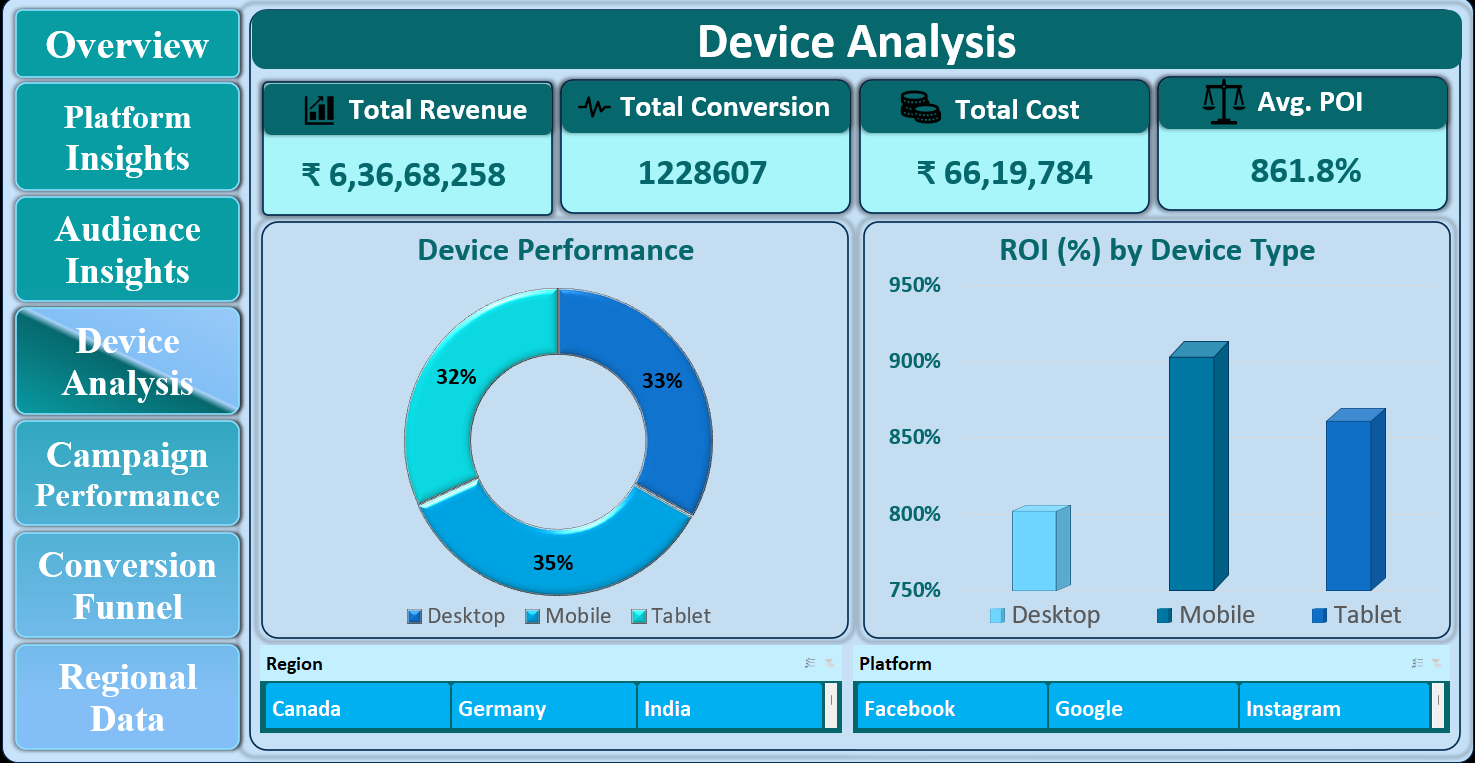 Overview
Platform
Insights
Audience
Insights
Device
Analysis
Campaign
Performance
Conversion
Funnel
Regional
Data
Device Analysis
Total Revenue
₹ 6,36,68,258
Total Conversion
1228607
Total Cost
₹ 66,19,784
Avg. POI
861.8%
Device Performance
32%
33%
35%
Desktop Mobile Tablet
ROI (%) by Device Type
950%
900%
850%
800%
750%
Desktop Mobile Tablet
Region
Canada Germany India
Platform
Facebook Google Instagram